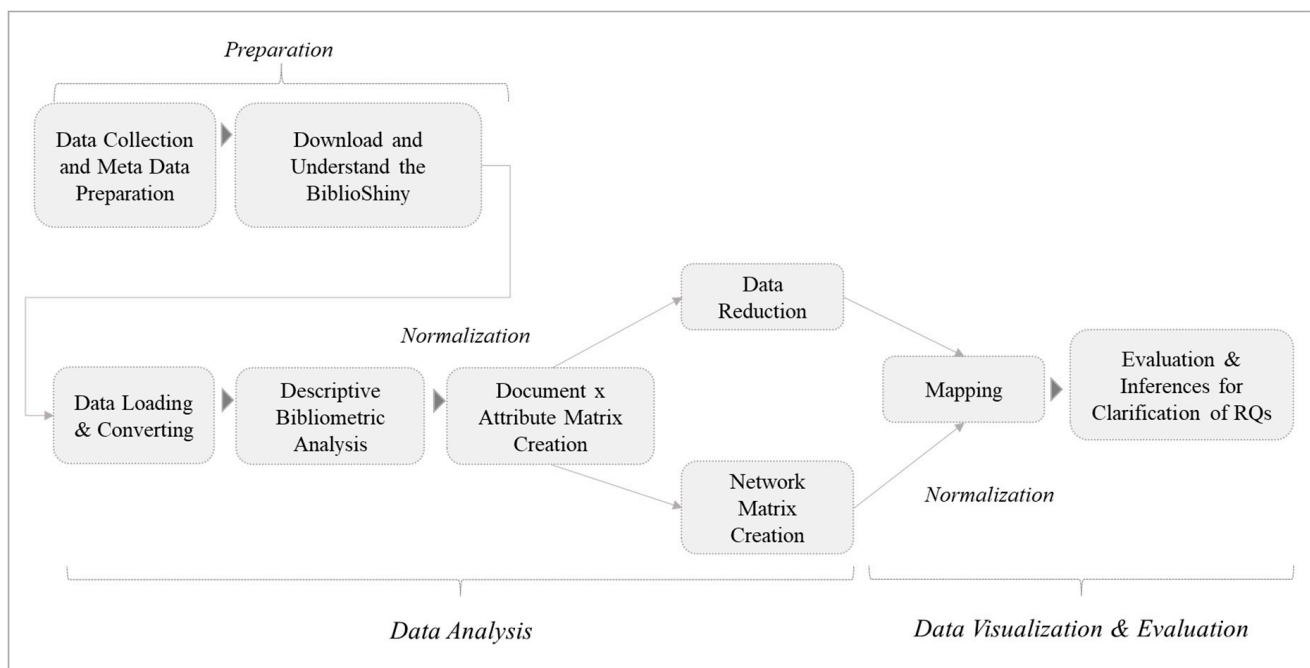 Preparation
Data Collection
and Meta Data
Preparation
Download and
Understand the
BiblioShiny
Data
Reduction
Normalization
Data Loading
& Converting
Descriptive
Bibliometric
Analysis
Document x
Attribute Matrix
Creation
Mapping
Evaluation &
Inferences for
Clarification of RQs
Network
Matrix
Creation
Normalization
Data Analysis
Data Visualization & Evaluation